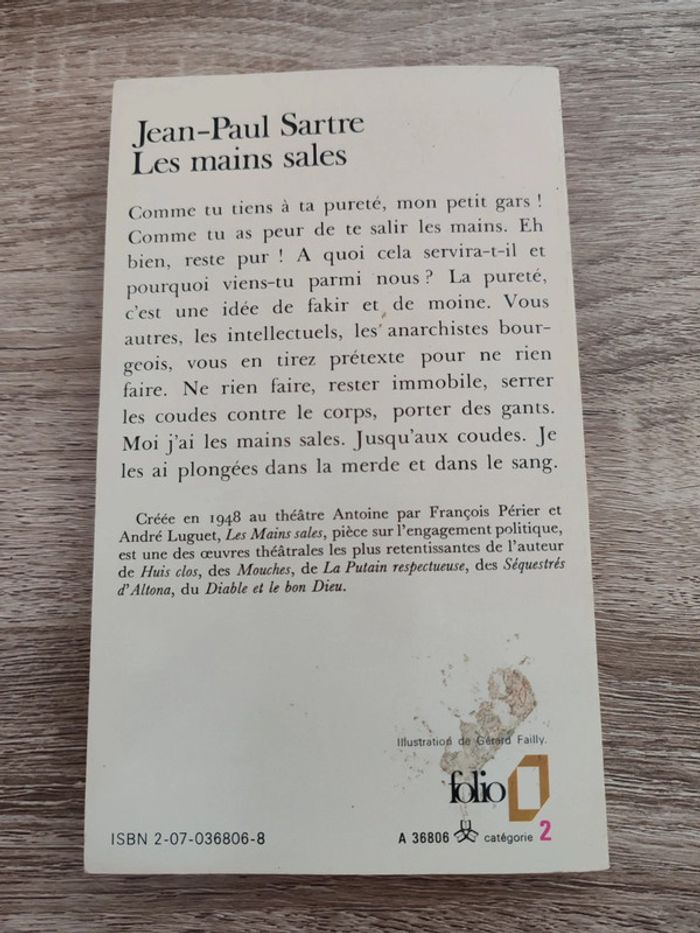 Jean-Paul Sartre
Les mains sales
Comme tu tiens à ta pureté, mon petit gars !
Comme tu as peur de te salir les mains. Eh
bien, reste pur ! A quoi cela servira-t-il et
pourquoi viens-tu parmi nous ? La pureté,
c'est une idée de fakir et de moine. Vous
autres, les intellectuels, les anarchistes bour-
geois, vous en tirez prétexte pour ne rien
faire. Ne rien faire, rester immobile, serrer
les coudes contre le corps, porter des gants.
Moi j'ai les mains sales. Jusqu'aux coudes. Je
les ai plongées dans la merde et dans le sang.
Créée en 1948 au théâtre Antoine par François Périer et
André Luguet, Les Mains sales, pièce sur l'engagement politique,
est une des œuvres théâtrales les plus retentissantes de l'auteur
de Huis clos, des Mouches, de La Putain respectueuse, des Séquestrés
d'Altona, du Diable et le bon Dieu.
Illustration de Gérard Failly.
folio
ISBN 2-07-036806-8
A 36806 catégorie 2